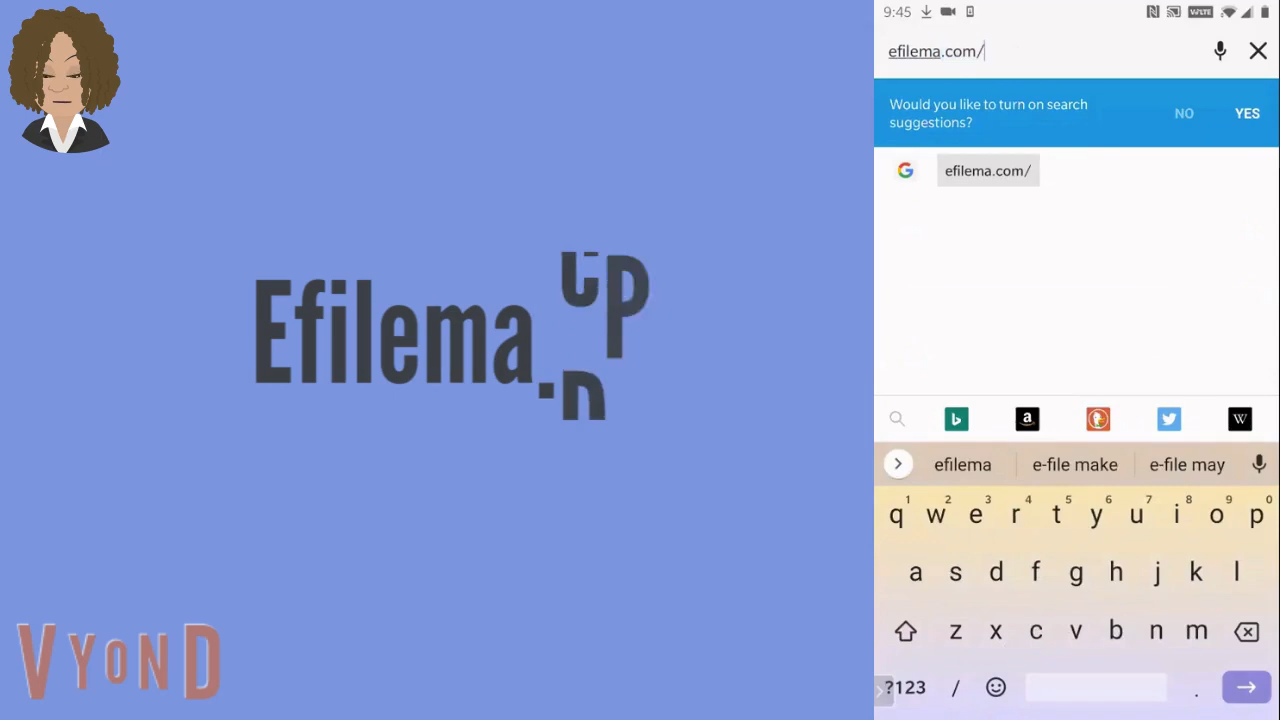 9:45
VoLTE
efilema.com/
Would you like to turn on search
suggestions?
NO YES
efilema.com/
Efilema.
VYOND
efilema e-file make e-file may
1 2 3 4 5 6 7 8 9 0
q w e r t y u i o p
a s d f g h j k l
z x c v b n m
?123 / .